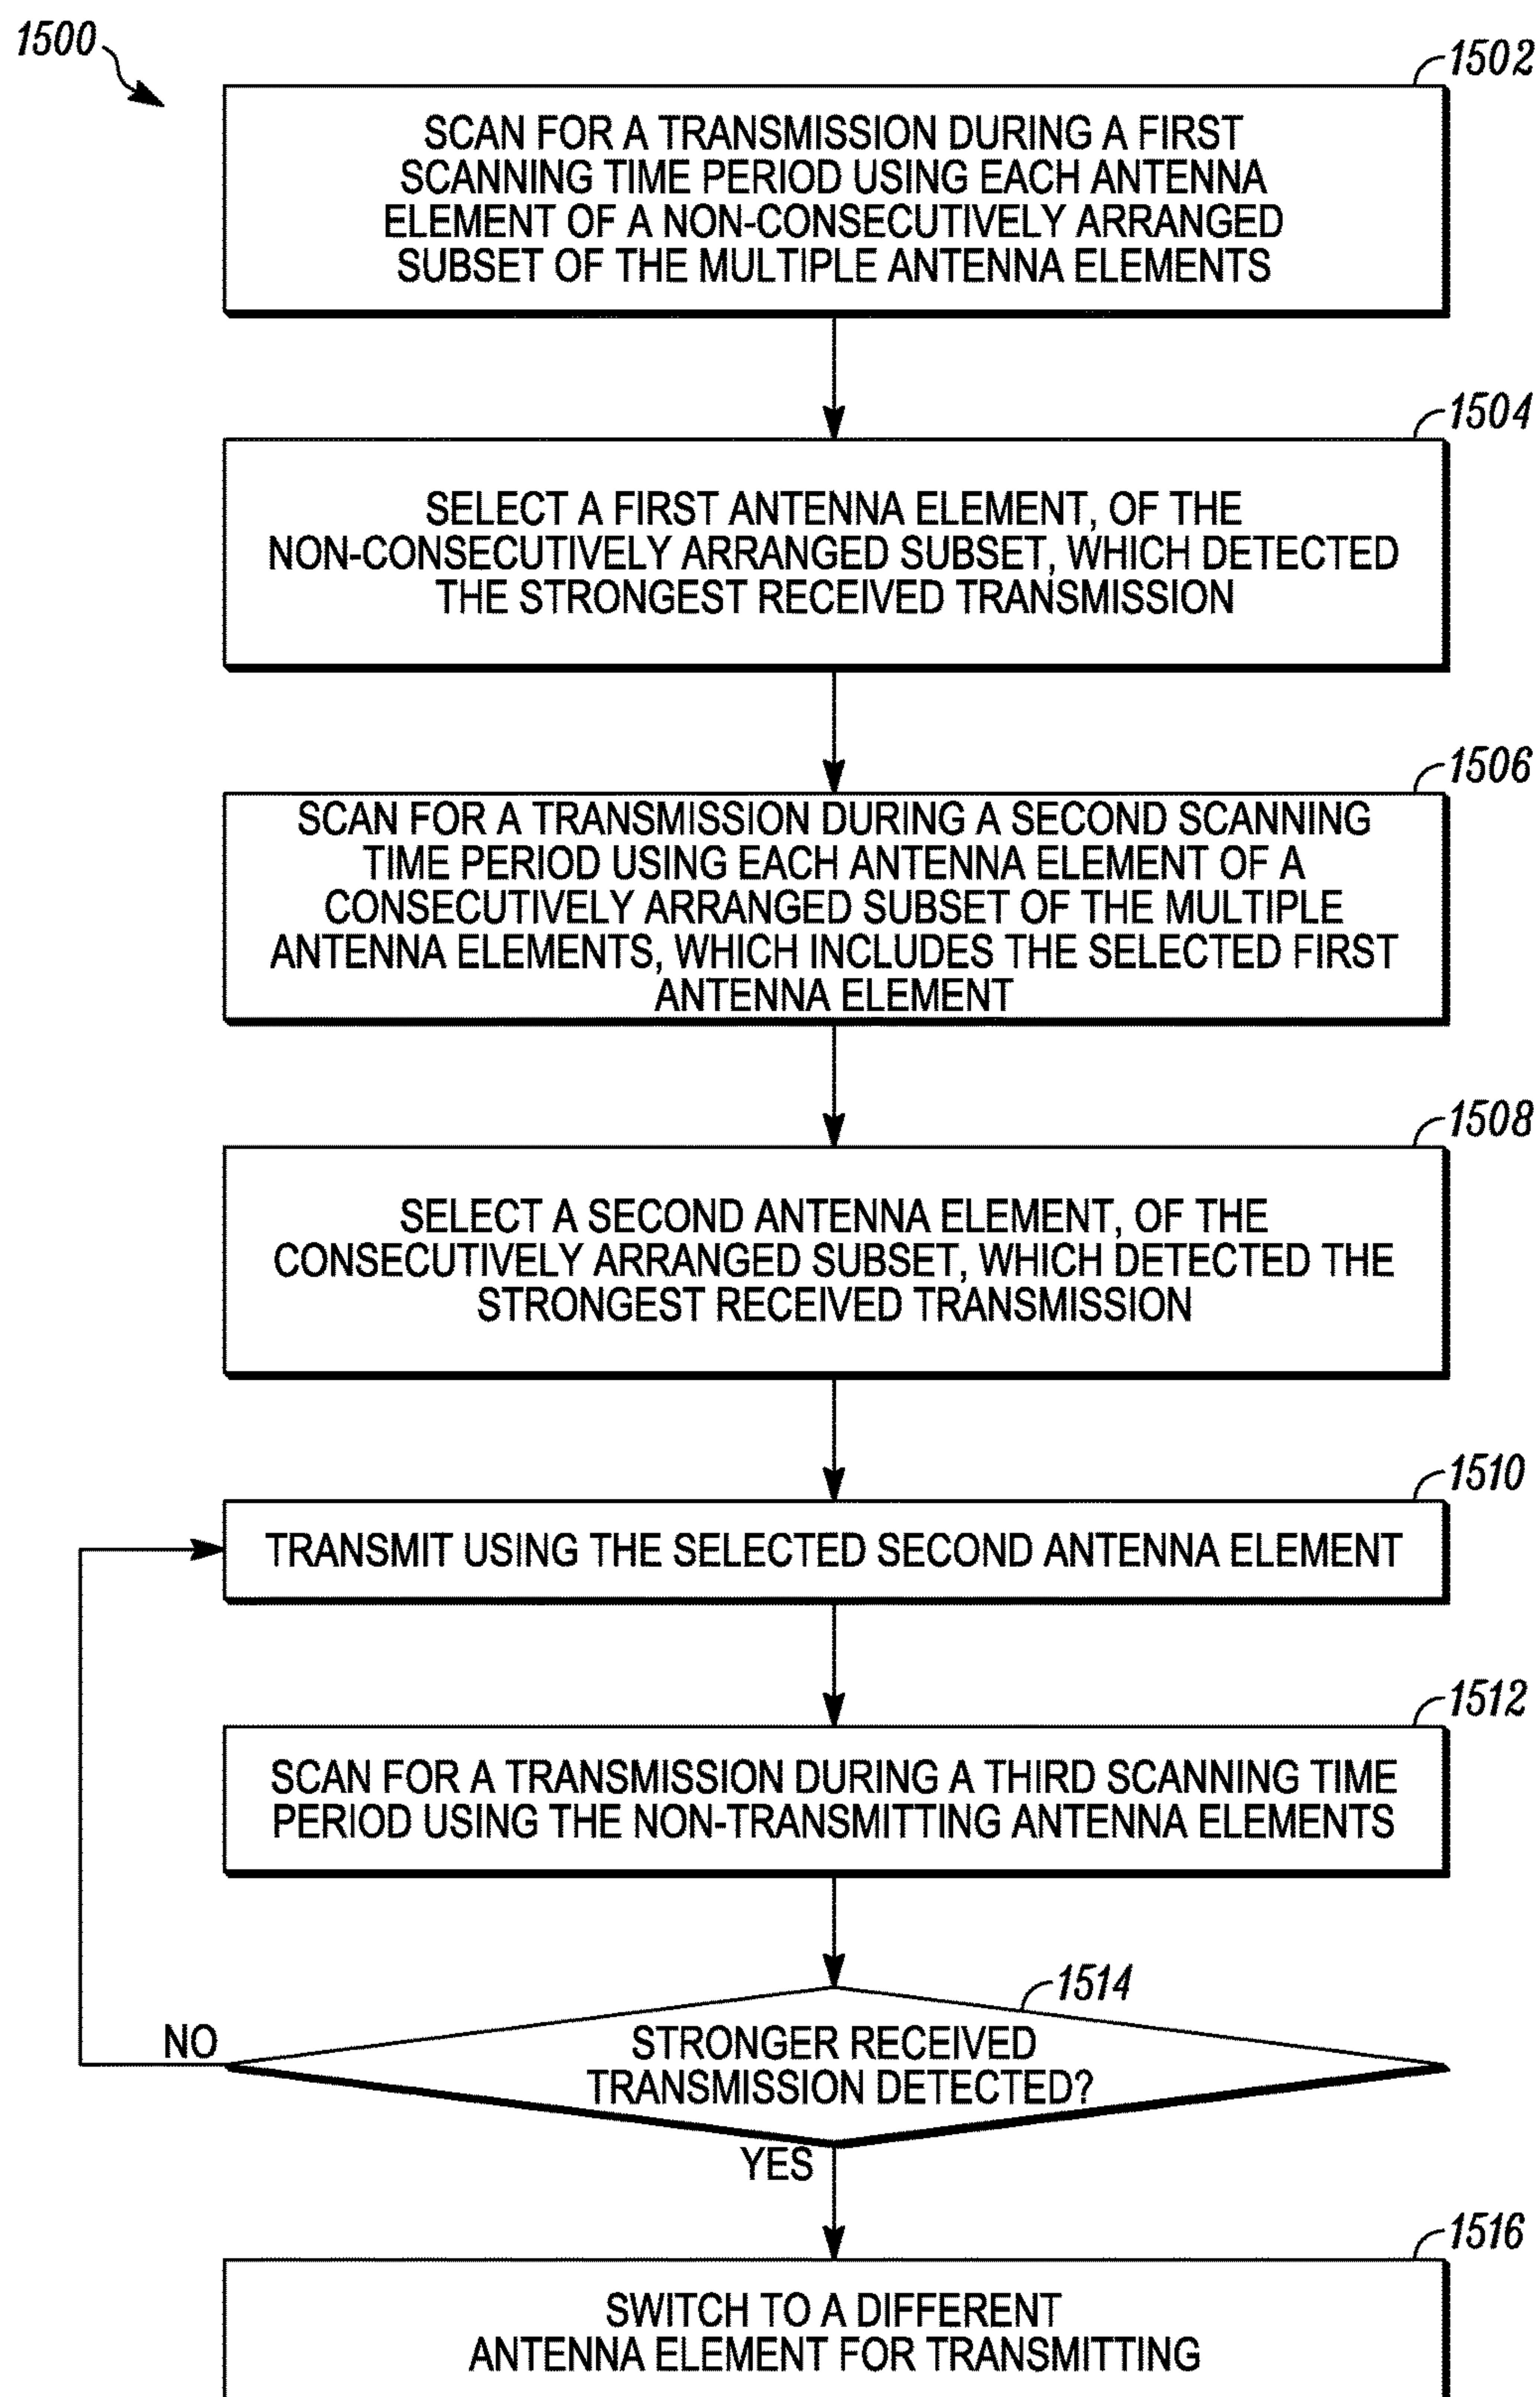 1500
1502
SCAN FOR A TRANSMISSION DURING A FIRST
SCANNING TIME PERIOD USING EACH ANTENNA
ELEMENT OF A NON-CONSECUTIVELY ARRANGED
SUBSET OF THE MULTIPLE ANTENNA ELEMENTS
1504
SELECT A FIRST ANTENNA ELEMENT, OF THE
NON-CONSECUTIVELY ARRANGED SUBSET, WHICH DETECTED
THE STRONGEST RECEIVED TRANSMISSION
1506
SCAN FOR A TRANSMISSION DURING A SECOND SCANNING
TIME PERIOD USING EACH ANTENNA ELEMENT OF A
CONSECUTIVELY ARRANGED SUBSET OF THE MULTIPLE
ANTENNA ELEMENTS, WHICH INCLUDES THE SELECTED FIRST
ANTENNA ELEMENT
1508
SELECT A SECOND ANTENNA ELEMENT, OF THE
CONSECUTIVELY ARRANGED SUBSET, WHICH DETECTED THE
STRONGEST RECEIVED TRANSMISSION
1510
TRANSMIT USING THE SELECTED SECOND ANTENNA ELEMENT
1512
SCAN FOR A TRANSMISSION DURING A THIRD SCANNING TIME
PERIOD USING THE NON-TRANSMITTING ANTENNA ELEMENTS
1514
STRONGER RECEIVED
TRANSMISSION DETECTED?
NO
YES
1516
SWITCH TO A DIFFERENT
ANTENNA ELEMENT FOR TRANSMITTING